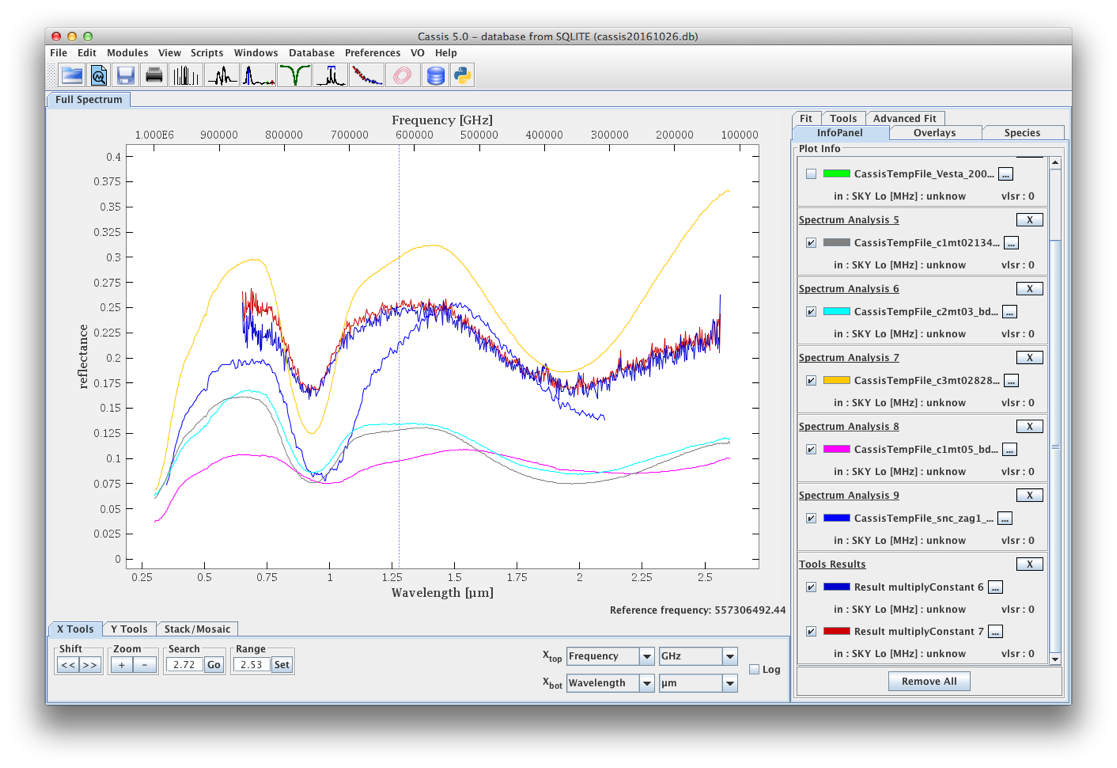 Cassis 5.0 - database from SQLITE (cassis20161026.db)
File Edit Modules View Scripts Windows Database Preferences VO Help
Full Spectrum
Frequency [GHz]
1.000E6 900000 800000 700000 600000 500000 400000 300000 200000 100000
0.4
0.375
0.35
0.325
0.3
0.275
0.25
0.225
0.2
0.175
0.15
0.125
0.1
0.075
0.05
0.025
0
reflectance
0.25 0.5 0.75 1 1.25 1.5 1.75 2 2.25 2.5
Wavelength [µm]
Reference frequency: 557306492.44
X Tools Y Tools Stack/Mosaic
Shift Zoom Search Range
<< >> + - 2.72 Go 2.53 Set
Xtop Frequency GHz
Xbot Wavelength µm
Log
Fit Tools Advanced Fit
InfoPanel Overlays Species
Plot Info
CassisTempFile_Vesta_200... ...
in : SKY Lo [MHz] : unknow vlsr : 0
Spectrum Analysis 5 X
CassisTempFile_c1mt02134... ...
in : SKY Lo [MHz] : unknow vlsr : 0
Spectrum Analysis 6 X
CassisTempFile_c2mt03_bd... ...
in : SKY Lo [MHz] : unknow vlsr : 0
Spectrum Analysis 7 X
CassisTempFile_c3mt02828... ...
in : SKY Lo [MHz] : unknow vlsr : 0
Spectrum Analysis 8 X
CassisTempFile_c1mt05_bd... ...
in : SKY Lo [MHz] : unknow vlsr : 0
Spectrum Analysis 9 X
CassisTempFile_snc_zag1_... ...
in : SKY Lo [MHz] : unknow vlsr : 0
Tools Results X
Result multiplyConstant 6 ...
in : SKY Lo [MHz] : unknow vlsr : 0
Result multiplyConstant 7 ...
in : SKY Lo [MHz] : unknow vlsr : 0
Remove All